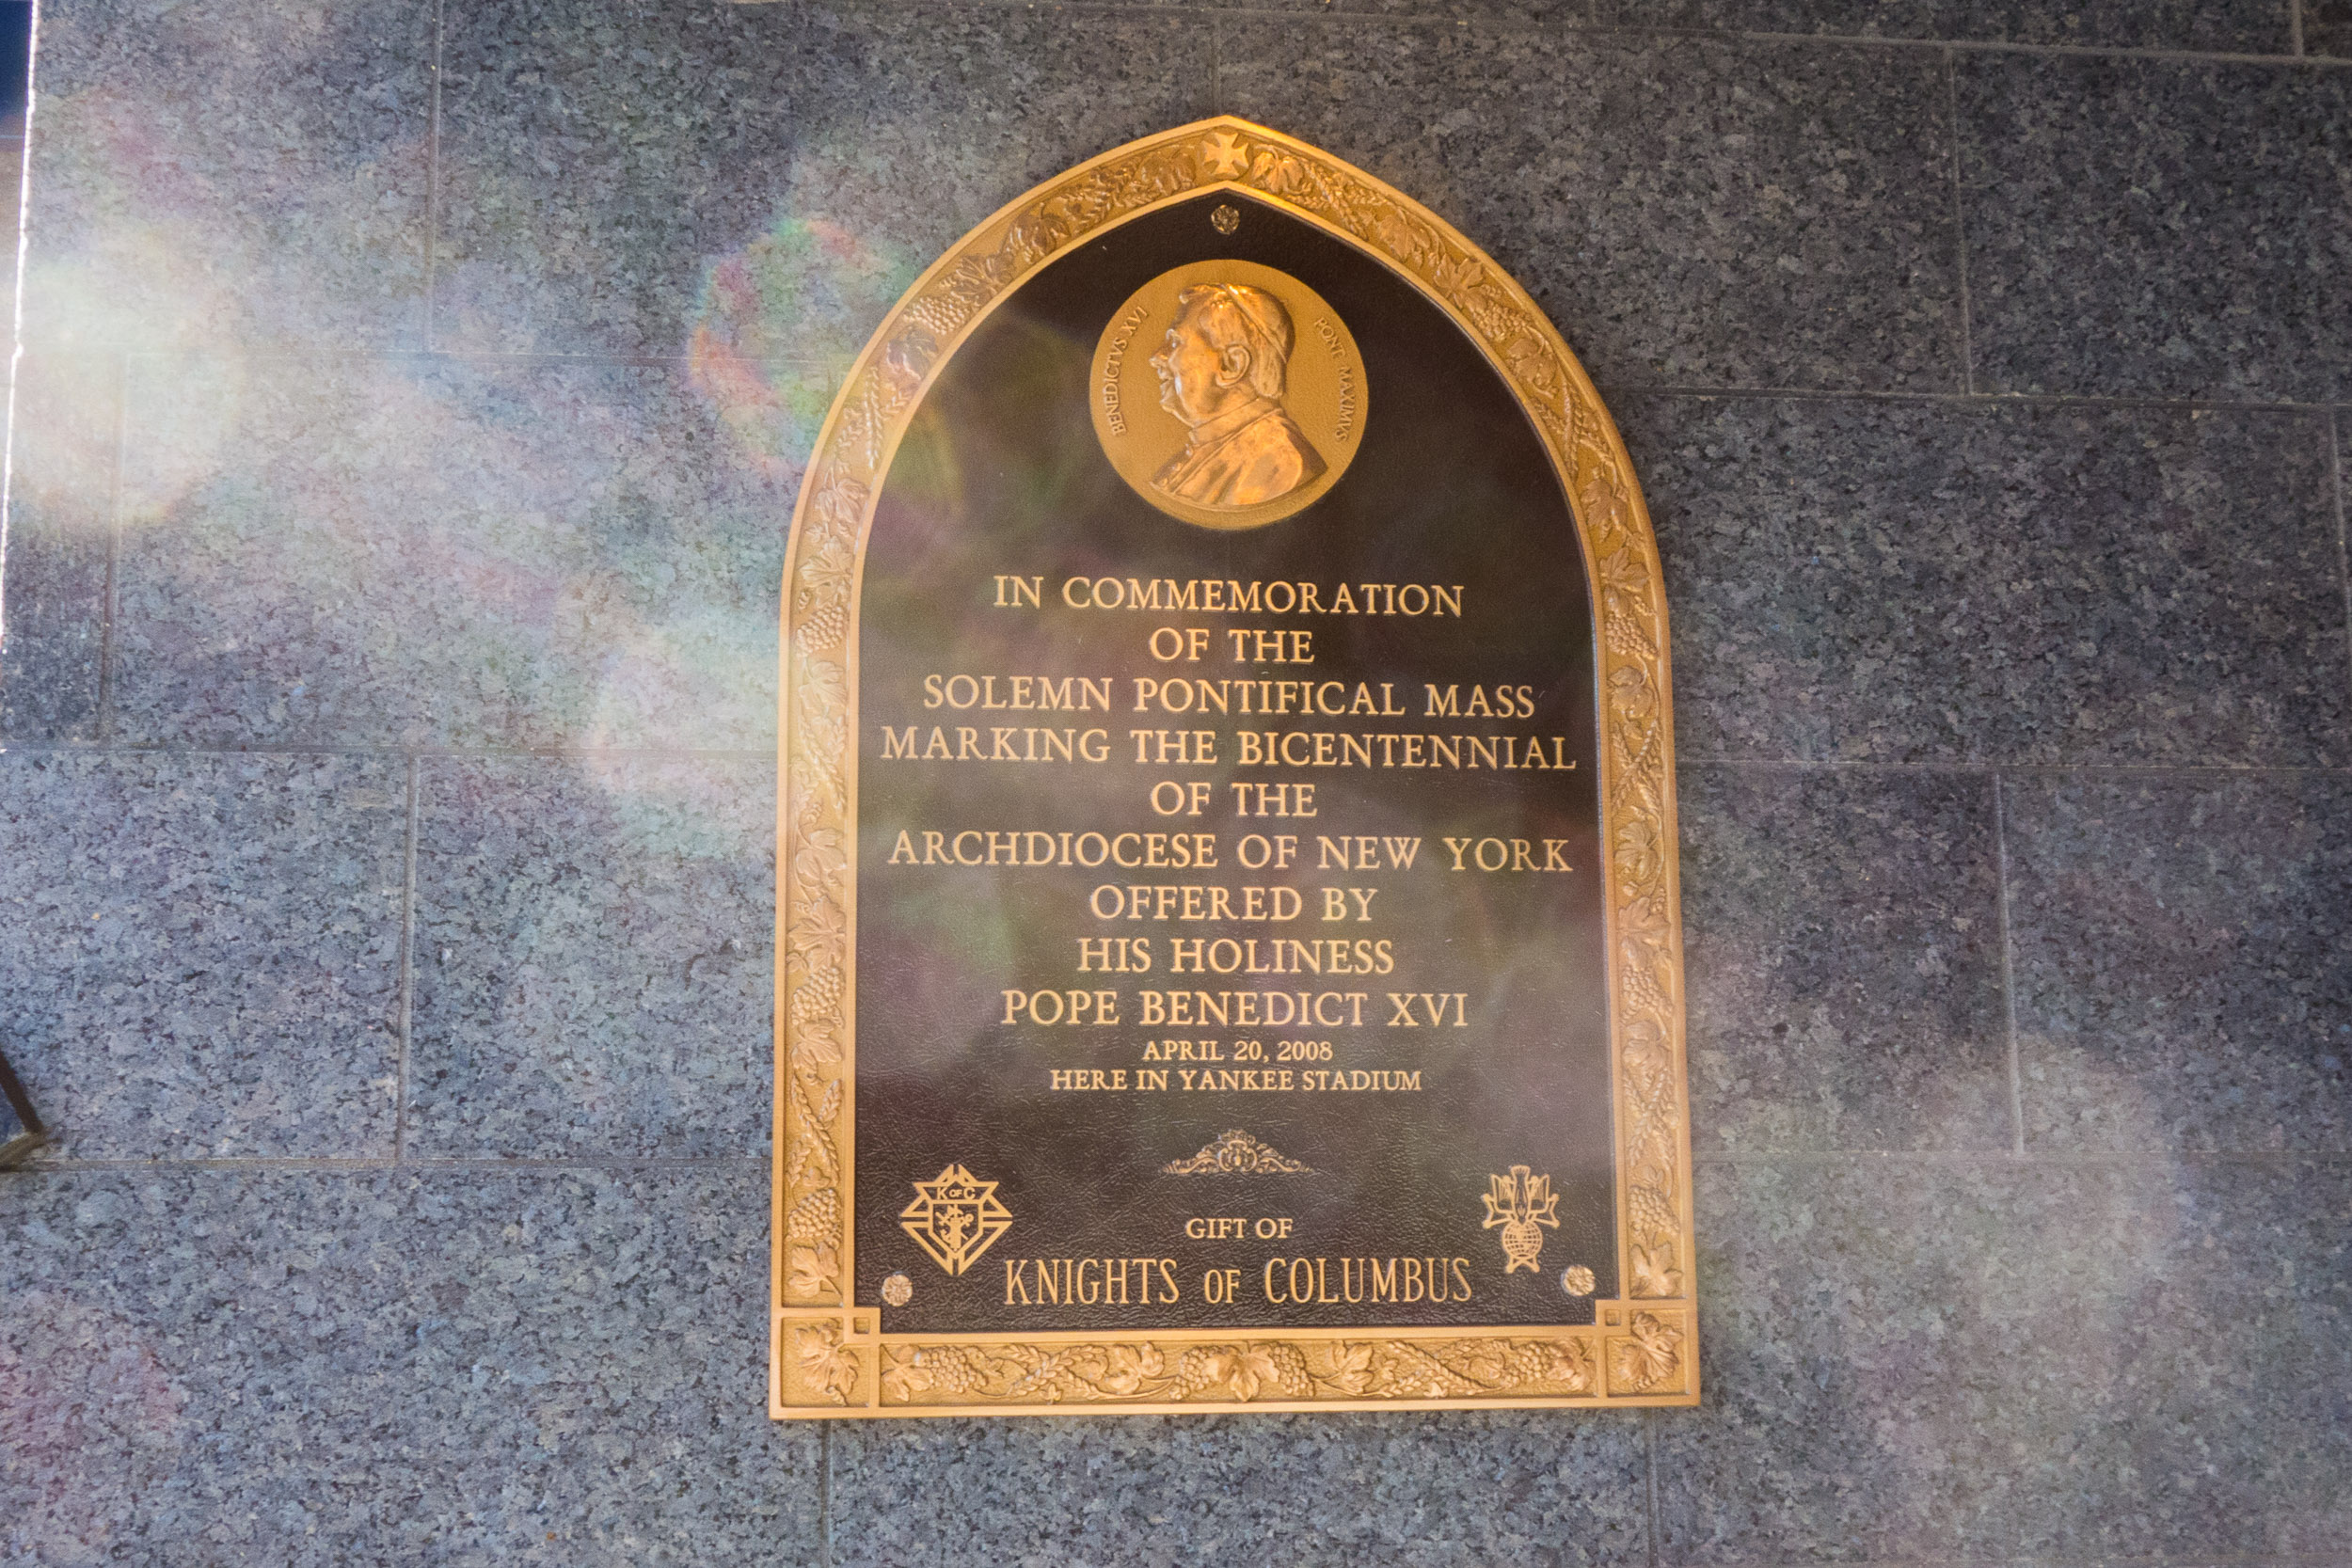 BENEDICTVS XVI
PONT MAXIMVS
IN COMMEMORATION
OF THE
SOLEMN PONTIFICAL MASS
MARKING THE BICENTENNIAL
OF THE
ARCHDIOCESE OF NEW YORK
OFFERED BY
HIS HOLINESS
POPE BENEDICT XVI
APRIL 20, 2008
HERE IN YANKEE STADIUM
K OF C
GIFT OF
KNIGHTS OF COLUMBUS